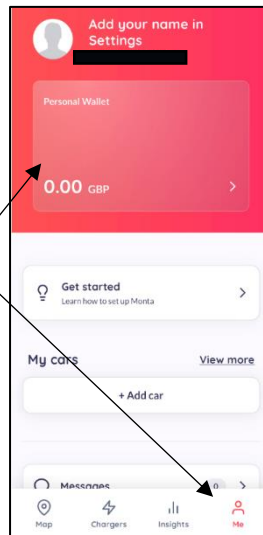 Add your name in
Settings
Personal Wallet
0.00 GBP
Get started
Learn how to set up Monta
My cars View more
+ Add car
Messages 0
Map Chargers Insights Me